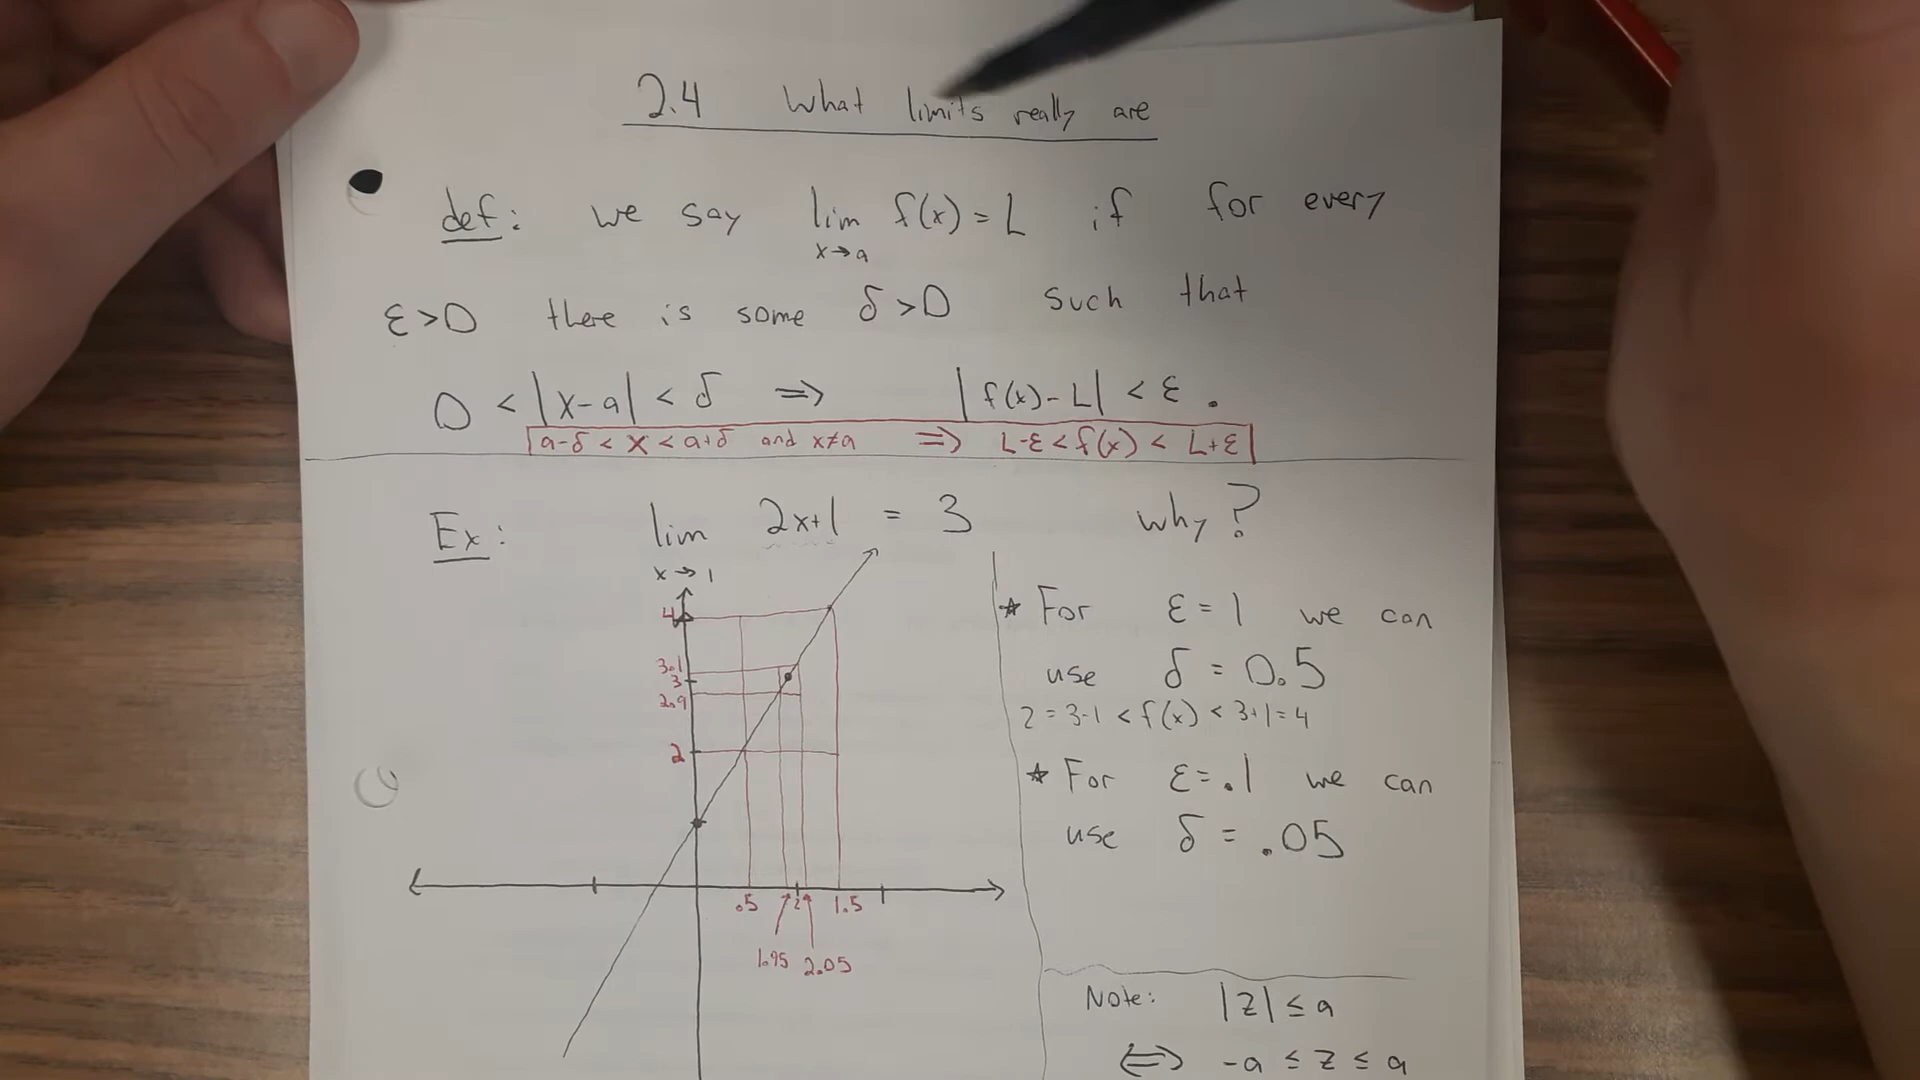 2.4 What limits really are
def: we say lim f(x) = L if for every
x→a
ε>0 there is some δ>0 such that
0 < |x-a| < δ ⇒ |f(x)-L| < ε.
a-δ < x < a+δ and x≠a ⇒ L-ε < f(x) < L+ε
Ex: lim 2x+1 = 3 why?
x→1
4
3.1
3
2.9
2
.5 1.5
1.95 2.05
* For ε = 1 we can
use δ = 0.5
2 = 3-1 < f(x) < 3+1 = 4
* For ε = .1 we can
use δ = .05
Note: |z| ≤ a
⇔ -a ≤ z ≤ a